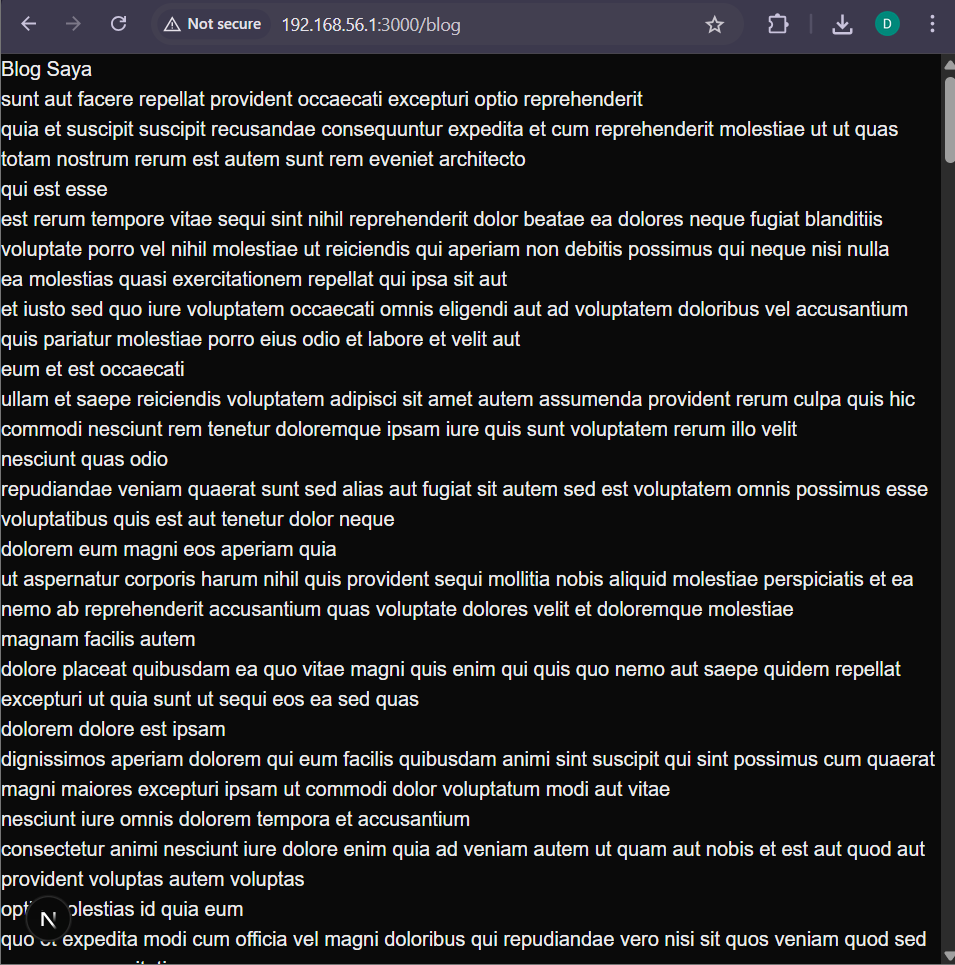 Not secure 192.168.56.1:3000/blog D
Blog Saya
sunt aut facere repellat provident occaecati excepturi optio reprehenderit
quia et suscipit suscipit recusandae consequuntur expedita et cum reprehenderit molestiae ut ut quas
totam nostrum rerum est autem sunt rem eveniet architecto
qui est esse
est rerum tempore vitae sequi sint nihil reprehenderit dolor beatae ea dolores neque fugiat blanditiis
voluptate porro vel nihil molestiae ut reiciendis qui aperiam non debitis possimus qui neque nisi nulla
ea molestias quasi exercitationem repellat qui ipsa sit aut
et iusto sed quo iure voluptatem occaecati omnis eligendi aut ad voluptatem doloribus vel accusantium
quis pariatur molestiae porro eius odio et labore et velit aut
eum et est occaecati
ullam et saepe reiciendis voluptatem adipisci sit amet autem assumenda provident rerum culpa quis hic
commodi nesciunt rem tenetur doloremque ipsam iure quis sunt voluptatem rerum illo velit
nesciunt quas odio
repudiandae veniam quaerat sunt sed alias aut fugiat sit autem sed est voluptatem omnis possimus esse
voluptatibus quis est aut tenetur dolor neque
dolorem eum magni eos aperiam quia
ut aspernatur corporis harum nihil quis provident sequi mollitia nobis aliquid molestiae perspiciatis et ea
nemo ab reprehenderit accusantium quas voluptate dolores velit et doloremque molestiae
magnam facilis autem
dolore placeat quibusdam ea quo vitae magni quis enim qui quis quo nemo aut saepe quidem repellat
excepturi ut quia sunt ut sequi eos ea sed quas
dolorem dolore est ipsam
dignissimos aperiam dolorem qui eum facilis quibusdam animi sint suscipit qui sint possimus cum quaerat
magni maiores excepturi ipsam ut commodi dolor voluptatum modi aut vitae
nesciunt iure omnis dolorem tempora et accusantium
consectetur animi nesciunt iure dolore enim quia ad veniam autem ut quam aut nobis et est aut quod aut
provident voluptas autem voluptas
id quia eum
N
quo et expedita modi cum officia vel magni doloribus qui repudiandae vero nisi sit quos veniam quod sed